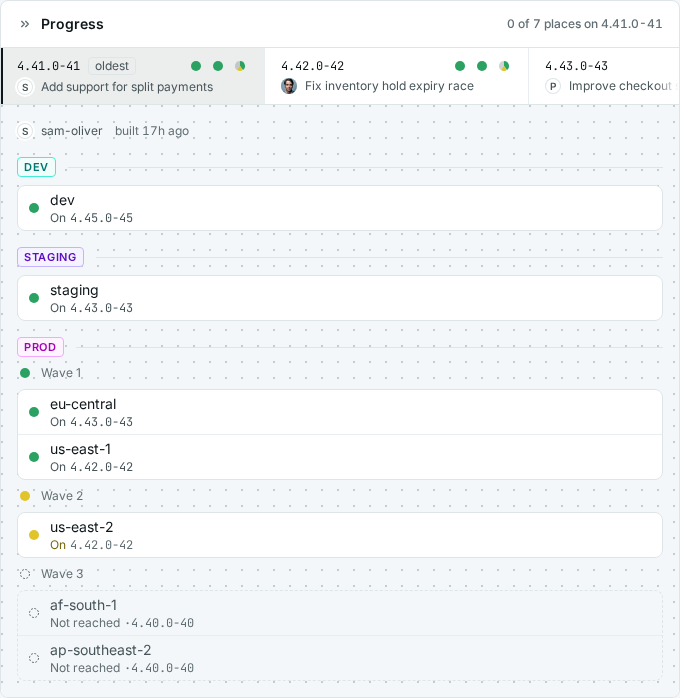 Progress
0 of 7 places on 4.41.0-41
4.41.0-41 oldest
S Add support for split payments
4.42.0-42
Fix inventory hold expiry race
4.43.0-43
P Improve checkout
S sam-oliver built 17h ago
DEV
dev
On 4.45.0-45
STAGING
staging
On 4.43.0-43
PROD
Wave 1
eu-central
On 4.43.0-43
us-east-1
On 4.42.0-42
Wave 2
us-east-2
On 4.42.0-42
Wave 3
af-south-1
Not reached · 4.40.0-40
ap-southeast-2
Not reached · 4.40.0-40